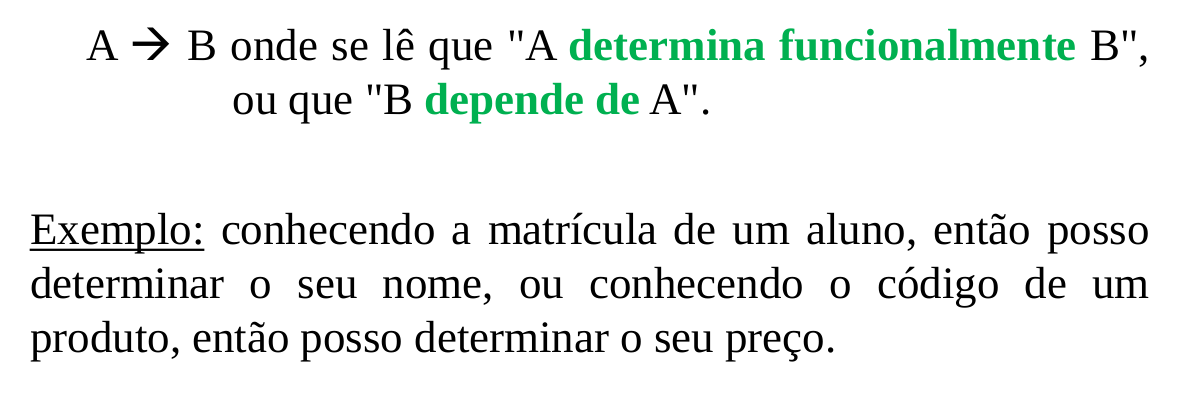 A → B onde se lê que "A determina funcionalmente B",
ou que "B depende de A".
Exemplo: conhecendo a matrícula de um aluno, então posso
determinar o seu nome, ou conhecendo o código de um
produto, então posso determinar o seu preço.